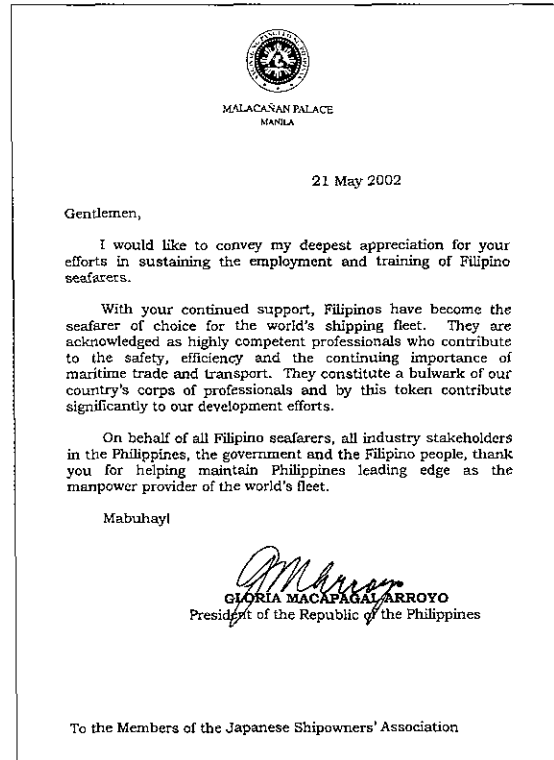 MALACAÑAN PALACE
MANILA
21 May 2002
Gentlemen,
I would like to convey my deepest appreciation for your
efforts in sustaining the employment and training of Filipino
seafarers.
With your continued support, Filipinos have become the
seafarer of choice for the world's shipping fleet. They are
acknowledged as highly competent professionals who contribute
to the safety, efficiency and the continuing importance of
maritime trade and transport. They constitute a bulwark of our
country's corps of professionals and by this token contribute
significantly to our development efforts.
On behalf of all Filipino seafarers, all industry stakeholders
in the Philippines, the government and the Filipino people, thank
you for helping maintain Philippines leading edge as the
manpower provider of the world's fleet.
Mabuhay!
GMArroyo
GLORIA MACAPAGAL ARROYO
President of the Republic of the Philippines
To the Members of the Japanese Shipowners' Association